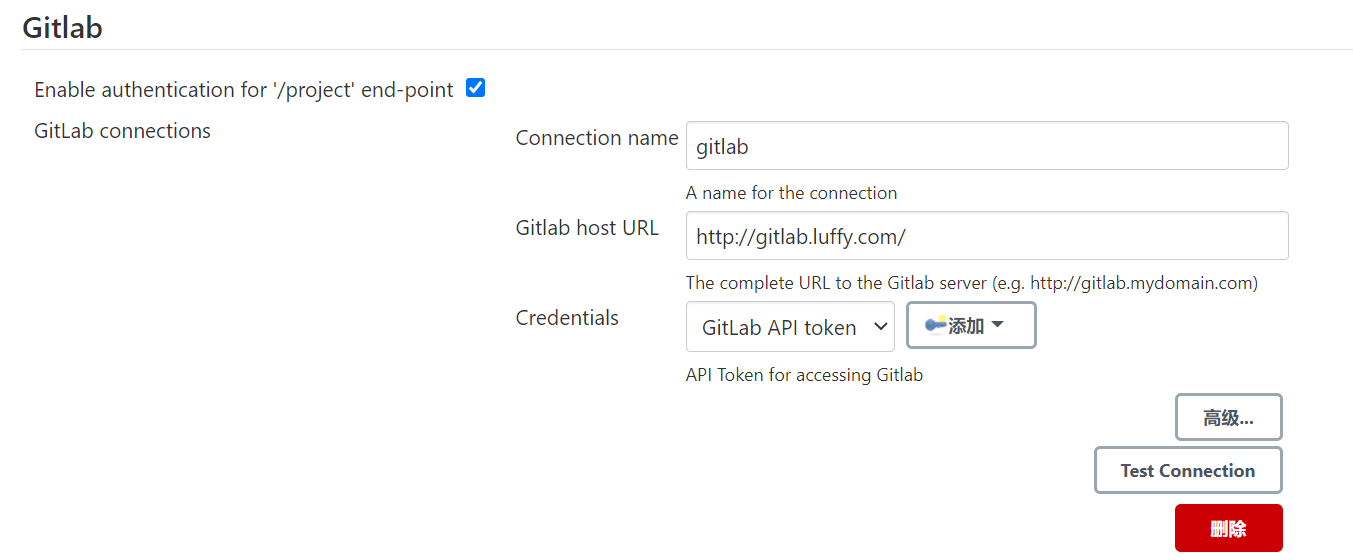 Gitlab
Enable authentication for '/project' end-point
GitLab connections
Connection name
gitlab
A name for the connection
Gitlab host URL
http://gitlab.luffy.com/
The complete URL to the Gitlab server (e.g. http://gitlab.mydomain.com)
Credentials
GitLab API token
添加
API Token for accessing Gitlab
高级...
Test Connection
删除